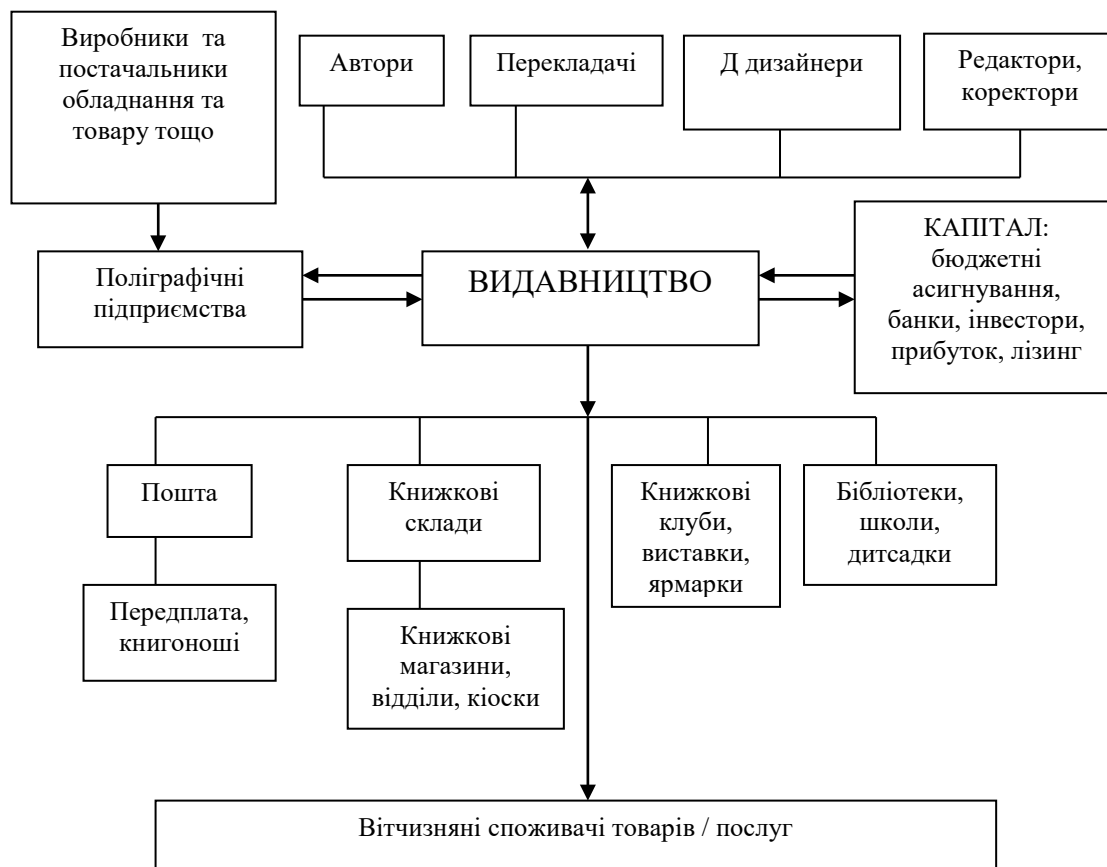 Виробники та
постачальники
обладнання та
товару тощо
Автори
Перекладачі
Д дизайнери
Редактори,
коректори
Поліграфічні
підприємства
ВИДАВНИЦТВО
КАПІТАЛ:
бюджетні
асигнування,
банки, інвестори,
прибуток, лізинг
Пошта
Книжкові
склади
Книжкові
клуби,
виставки,
ярмарки
Бібліотеки,
школи,
дитсадки
Передплата,
книгоноші
Книжкові
магазини,
відділи, кіоски
Вітчизняні споживачі товарів / послуг